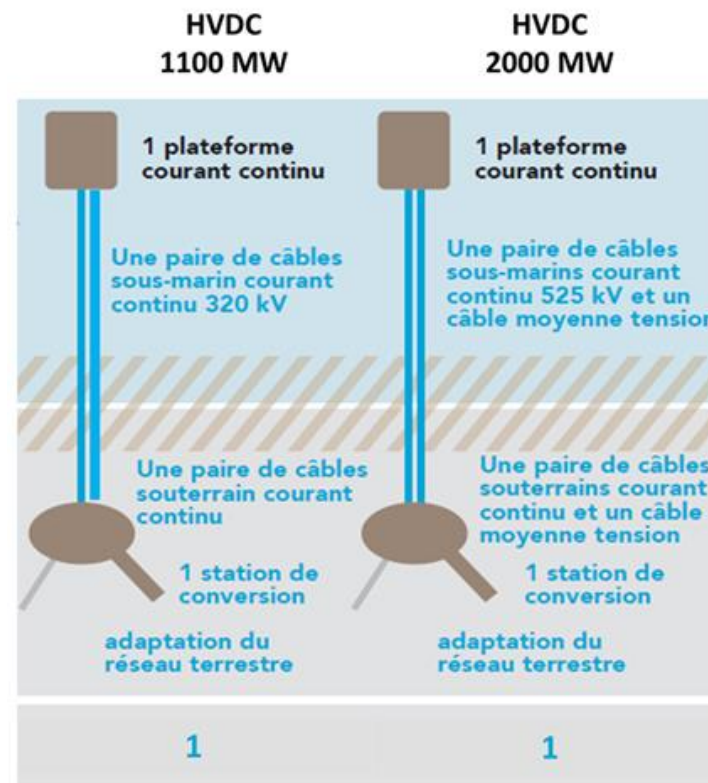 HVDC
1100 MW
HVDC
2000 MW
1 plateforme
courant continu
1 plateforme
courant continu
Une paire de câbles
sous-marin courant
continu 320 kV
Une paire de câbles
sous-marins courant
continu 525 kV et un
câble moyenne tension
Une paire de câbles
souterrain courant
continu
Une paire de câbles
souterrains courant
continu et un câble
moyenne tension
1 station de
conversion
1 station de
conversion
adaptation du
réseau terrestre
adaptation du
réseau terrestre
1
1